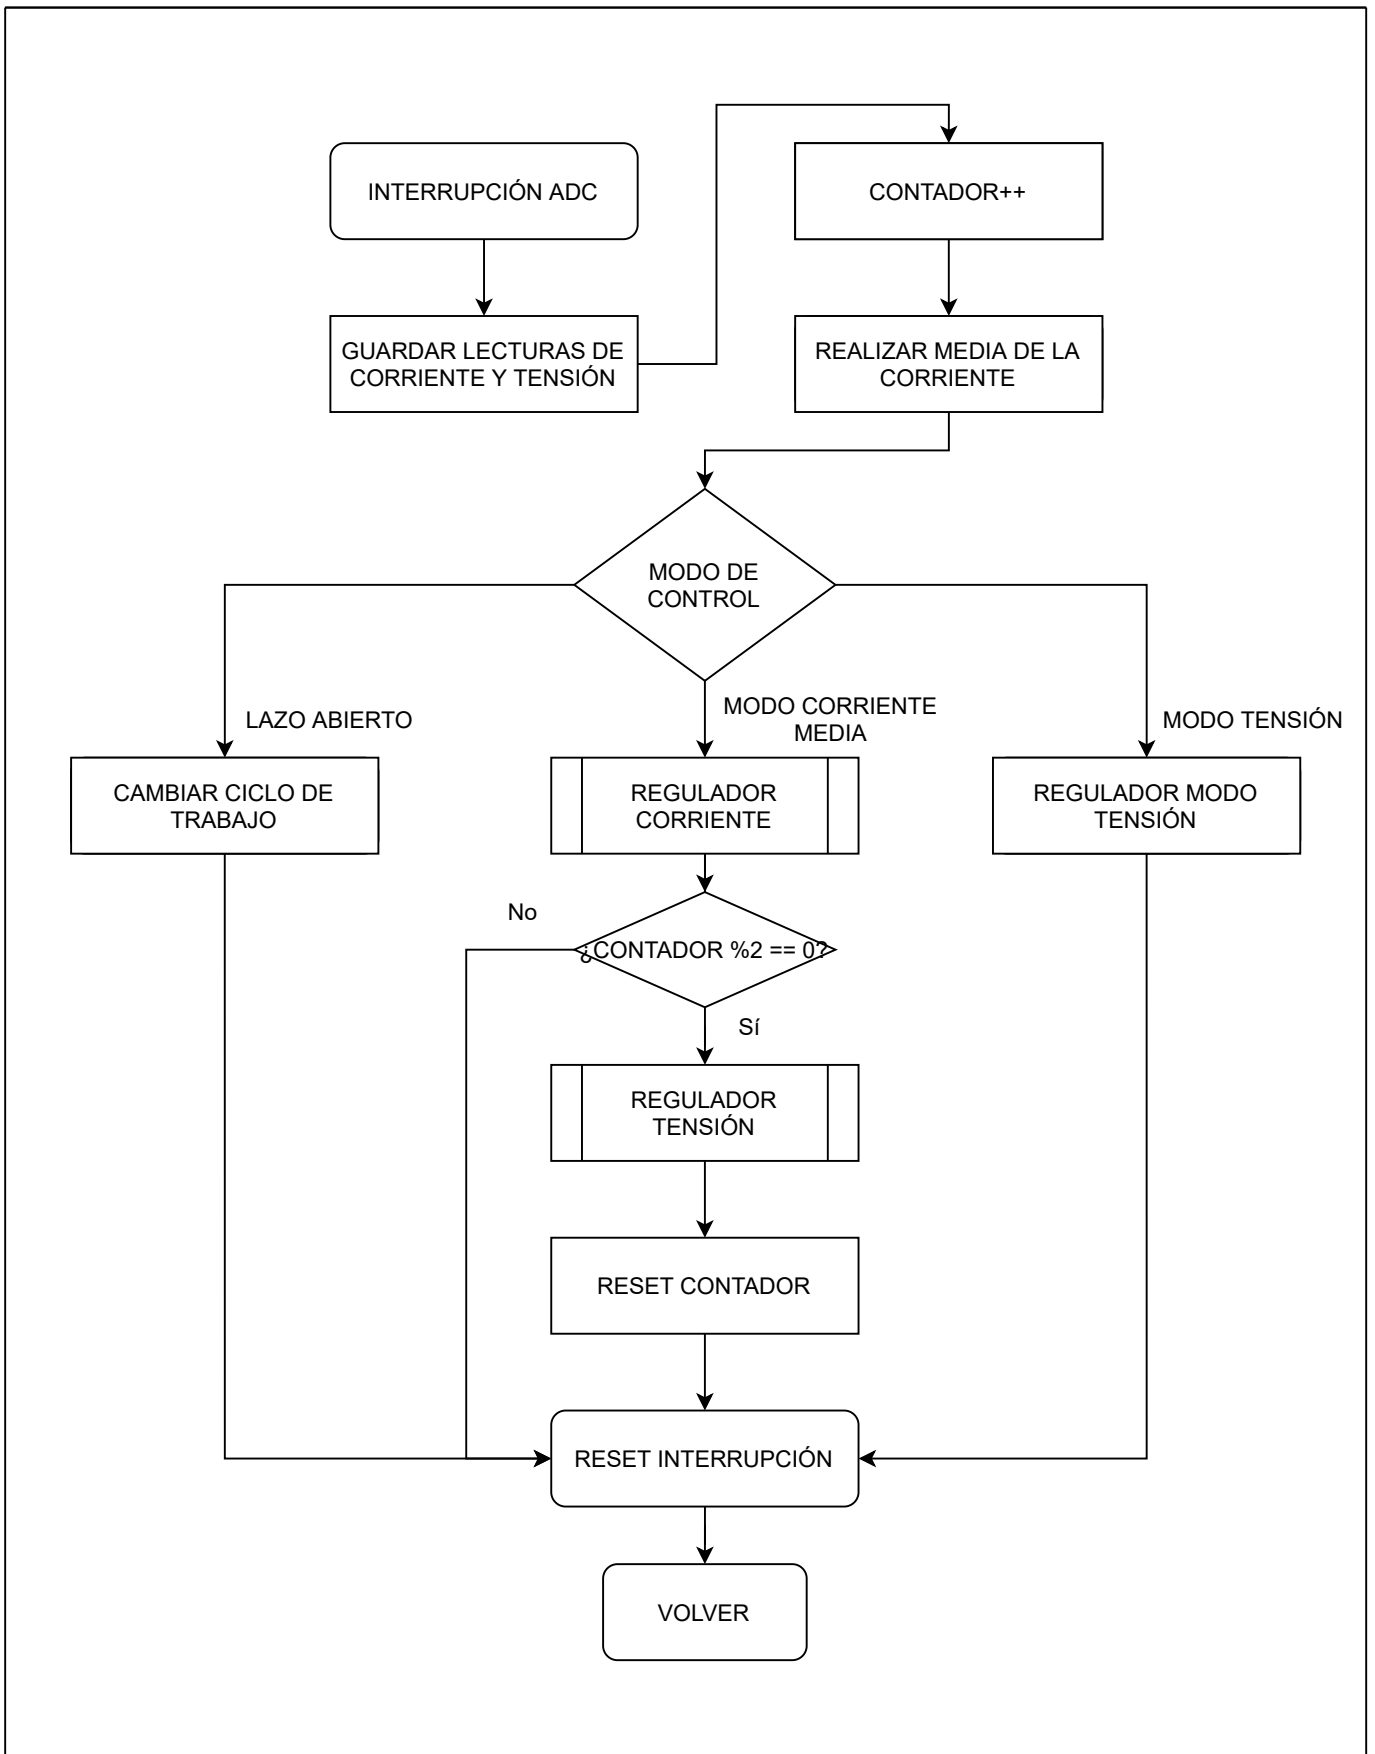 INTERRUPCIÓN ADC
GUARDAR LECTURAS DE
CORRIENTE Y TENSIÓN
CONTADOR++
REALIZAR MEDIA DE LA
CORRIENTE
MODO DE
CONTROL
LAZO ABIERTO
MODO CORRIENTE
MEDIA
MODO TENSIÓN
CAMBIAR CICLO DE
TRABAJO
REGULADOR
CORRIENTE
REGULADOR MODO
TENSIÓN
No
¿CONTADOR %2 == 0?
Sí
REGULADOR
TENSIÓN
RESET CONTADOR
RESET INTERRUPCIÓN
VOLVER